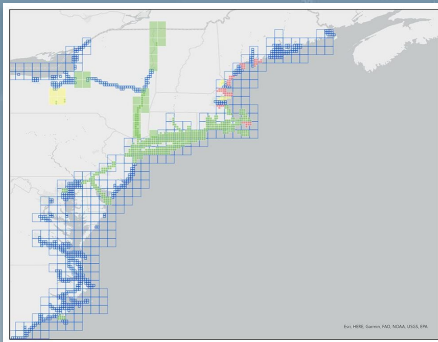 Esri, HERE, Garmin, FAO, NOAA, USGS, EPA